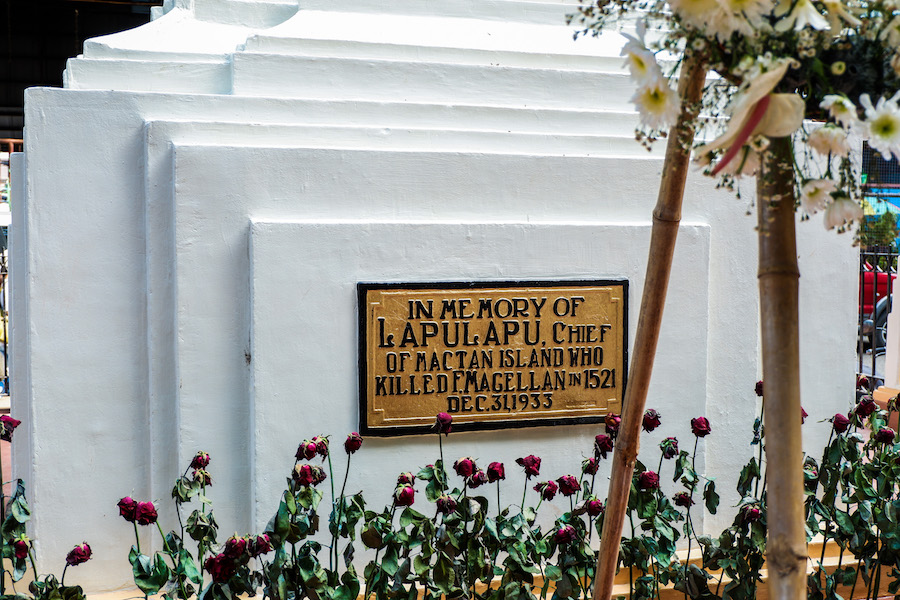 IN MEMORY OF
LAPULAPU, CHIEF
OF MACTAN ISLAND WHO
KILLED F. MAGELLAN IN 1521
DEC. 31, 1933